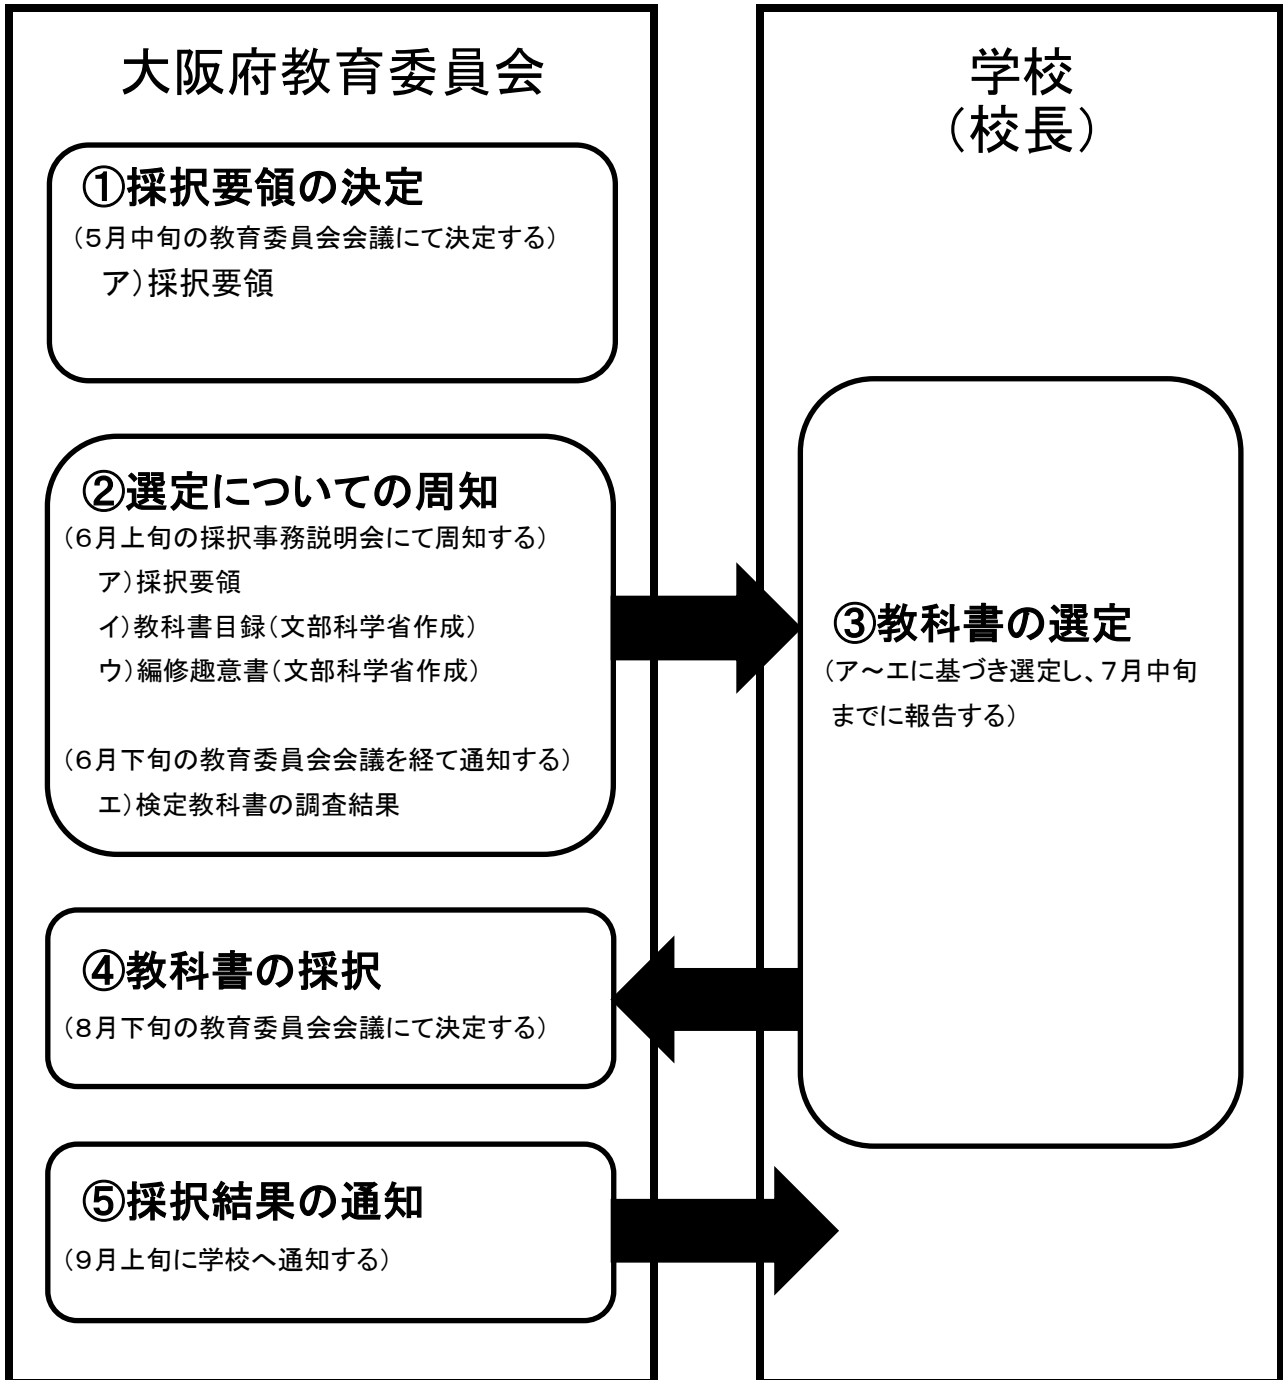 大阪府教育委員会
①採択要領の決定
（５月中旬の教育委員会会議にて決定する）
ア）採択要領
②選定についての周知
（６月上旬の採択事務説明会にて周知する）
ア）採択要領
イ）教科書目録（文部科学省作成）
ウ）編修趣意書（文部科学省作成）
（６月下旬の教育委員会会議を経て通知する）
エ）検定教科書の調査結果
④教科書の採択
（８月下旬の教育委員会会議にて決定する）
⑤採択結果の通知
（９月上旬に学校へ通知する）
学校
（校長）
③教科書の選定
（ア～エに基づき選定し、７月中旬
までに報告する）